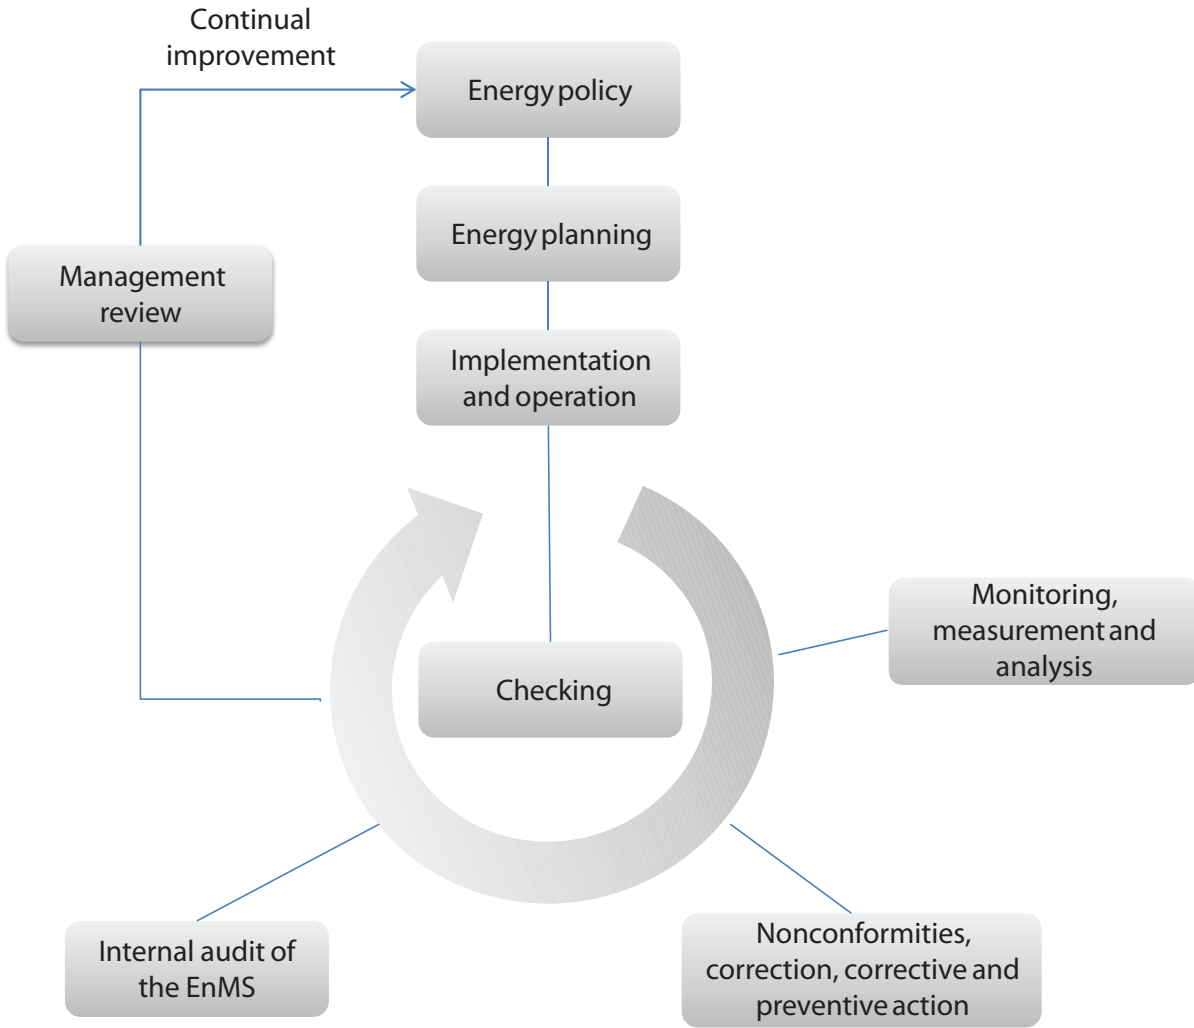 Continual
improvement
Energy policy
Energy planning
Management
review
Implementation
and operation
Monitoring,
measurement and
analysis
Checking
Internal audit of
the EnMS
Nonconformities,
correction, corrective and
preventive action